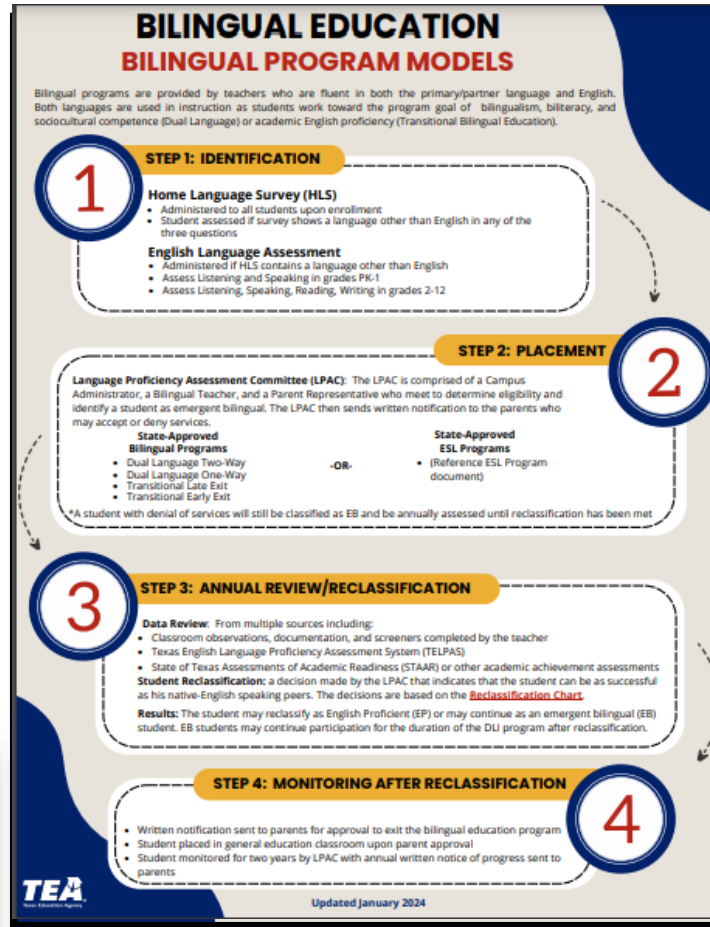 BILINGUAL EDUCATION
BILINGUAL PROGRAM MODELS
Bilingual programs are provided by teachers who are fluent in both the primary/partner language and English.
Both languages are used in instruction as students work toward the program goal of bilingualism, biliteracy, and
sociocultural competence (Dual Language) or academic English proficiency (Transitional Bilingual Education).
1
STEP 1: IDENTIFICATION
Home Language Survey (HLS)
• Administered to all students upon enrollment
• Student assessed if survey shows a language other than English in any of the
three questions
English Language Assessment
• Administered if HLS contains a language other than English
• Assess Listening and Speaking in grades PK-1
• Assess Listening, Speaking, Reading, Writing in grades 2-12
STEP 2: PLACEMENT
2
Language Proficiency Assessment Committee (LPAC): The LPAC is comprised of a Campus
Administrator, a Bilingual Teacher, and a Parent Representative who meet to determine eligibility and
identify a student as emergent bilingual. The LPAC then sends written notification to the parents who
may accept or deny services.
State-Approved
Bilingual Programs
• Dual Language Two-Way
• Dual Language One-Way
• Transitional Late Exit
• Transitional Early Exit
-OR-
State-Approved
ESL Programs
• (Reference ESL Program
document)
*A student with denial of services will still be classified as EB and be annually assessed until reclassification has been met
3
STEP 3: ANNUAL REVIEW/RECLASSIFICATION
Data Review: From multiple sources including:
• Classroom observations, documentation, and screeners completed by the teacher
• Texas English Language Proficiency Assessment System (TELPAS)
• State of Texas Assessments of Academic Readiness (STAAR) or other academic achievement assessments
Student Reclassification: a decision made by the LPAC that indicates that the student can be as successful
as his native-English speaking peers. The decisions are based on the Reclassification Chart.
Results: The student may reclassify as English Proficient (EP) or may continue as an emergent bilingual (EB)
student. EB students may continue participation for the duration of the DLI program after reclassification.
STEP 4: MONITORING AFTER RECLASSIFICATION
4
• Written notification sent to parents for approval to exit the bilingual education program
• Student placed in general education classroom upon parent approval
• Student monitored for two years by LPAC with annual written notice of progress sent to
parents
TEA
Texas Education Agency
Updated January 2024